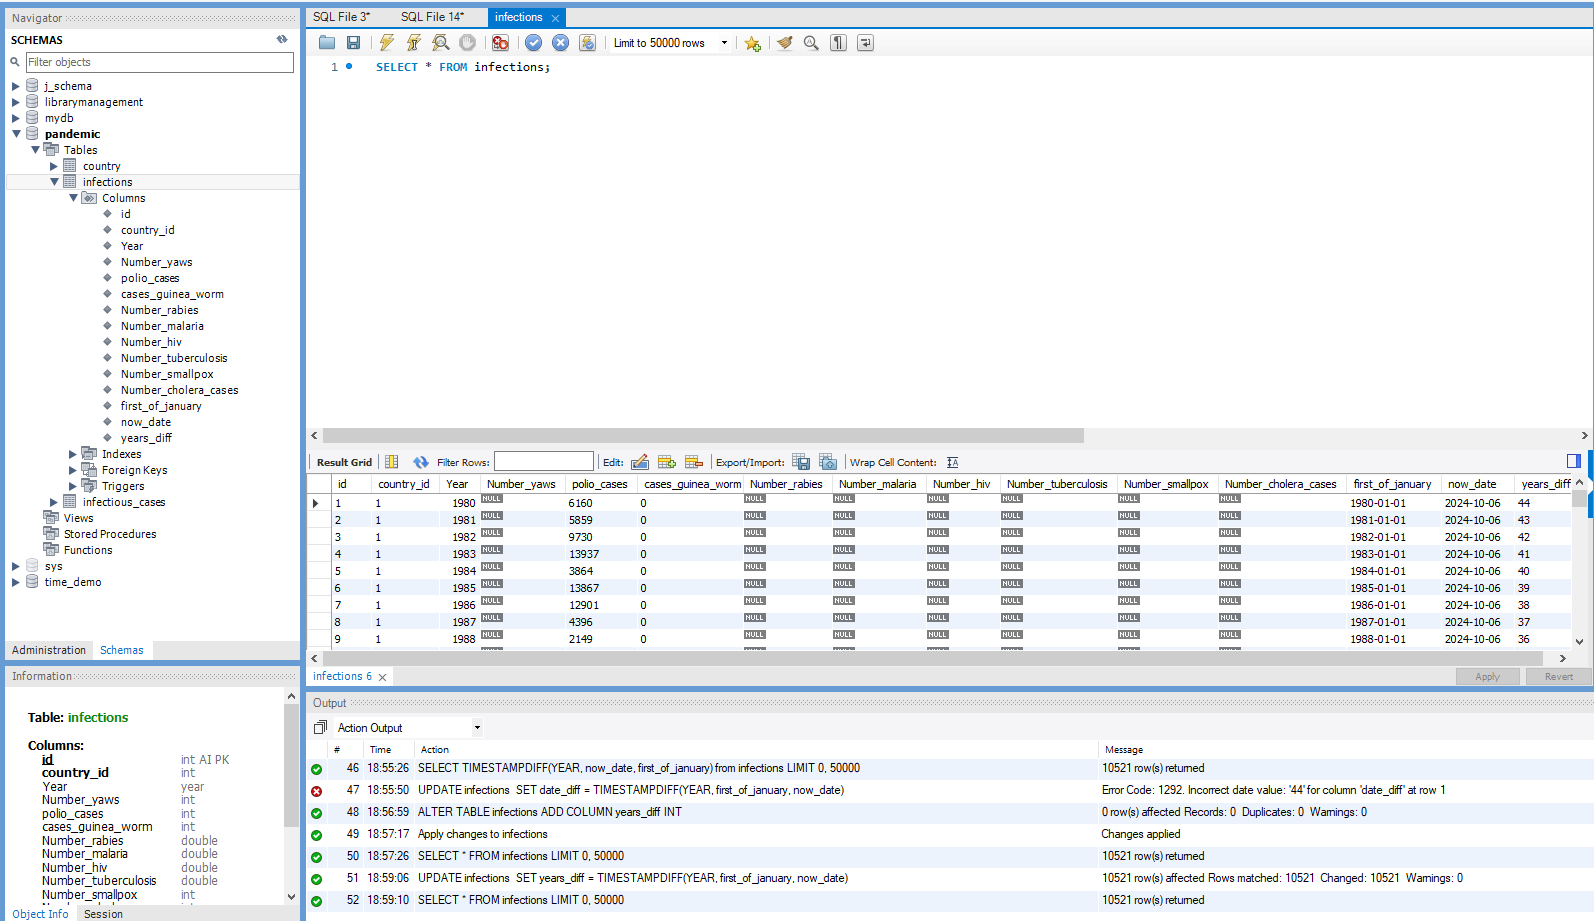 Navigator
SCHEMAS
Filter objects
j_schema
librarymanagement
mydb
pandemic
Tables
country
infections
Columns
id
country_id
Year
Number_yaws
polio_cases
cases_guinea_worm
Number_rabies
Number_malaria
Number_hiv
Number_tuberculosis
Number_smallpox
Number_cholera_cases
first_of_january
now_date
years_diff
Indexes
Foreign Keys
Triggers
infectious_cases
Views
Stored Procedures
Functions
sys
time_demo
Administration Schemas
Information
Table: infections
Columns:
id int AI PK
country_id int
Year year
Number_yaws int
polio_cases int
cases_guinea_worm int
Number_rabies double
Number_malaria double
Number_hiv double
Number_tuberculosis double
Number_smallpox int
Object Info Session
SQL File 3* SQL File 14* infections
Limit to 50000 rows
1 SELECT * FROM infections;
Result Grid Filter Rows: Edit: Export/Import: Wrap Cell Content:
id country_id Year Number_yaws polio_cases cases_guinea_worm Number_rabies Number_malaria Number_hiv Number_tuberculosis Number_smallpox Number_cholera_cases first_of_january now_date years_diff
1 1 1980 NULL 6160 0 NULL NULL NULL NULL NULL NULL 1980-01-01 2024-10-06 44
2 1 1981 NULL 5859 0 NULL NULL NULL NULL NULL NULL 1981-01-01 2024-10-06 43
3 1 1982 NULL 9730 0 NULL NULL NULL NULL NULL NULL 1982-01-01 2024-10-06 42
4 1 1983 NULL 13937 0 NULL NULL NULL NULL NULL NULL 1983-01-01 2024-10-06 41
5 1 1984 NULL 3864 0 NULL NULL NULL NULL NULL NULL 1984-01-01 2024-10-06 40
6 1 1985 NULL 13867 0 NULL NULL NULL NULL NULL NULL 1985-01-01 2024-10-06 39
7 1 1986 NULL 12901 0 NULL NULL NULL NULL NULL NULL 1986-01-01 2024-10-06 38
8 1 1987 NULL 4396 0 NULL NULL NULL NULL NULL NULL 1987-01-01 2024-10-06 37
9 1 1988 NULL 2149 0 NULL NULL NULL NULL NULL NULL 1988-01-01 2024-10-06 36
infections 6 Apply Revert
Output
Action Output
# Time Action Message
46 18:55:26 SELECT TIMESTAMPDIFF(YEAR, now_date, first_of_january) from infections LIMIT 0, 50000 10521 row(s) returned
47 18:55:50 UPDATE infections SET date_diff = TIMESTAMPDIFF(YEAR, first_of_january, now_date) Error Code: 1292. Incorrect date value: '44' for column 'date_diff' at row 1
48 18:56:59 ALTER TABLE infections ADD COLUMN years_diff INT 0 row(s) affected Records: 0 Duplicates: 0 Warnings: 0
49 18:57:17 Apply changes to infections Changes applied
50 18:57:26 SELECT * FROM infections LIMIT 0, 50000 10521 row(s) returned
51 18:59:06 UPDATE infections SET years_diff = TIMESTAMPDIFF(YEAR, first_of_january, now_date) 10521 row(s) affected Rows matched: 10521 Changed: 10521 Warnings: 0
52 18:59:10 SELECT * FROM infections LIMIT 0, 50000 10521 row(s) returned